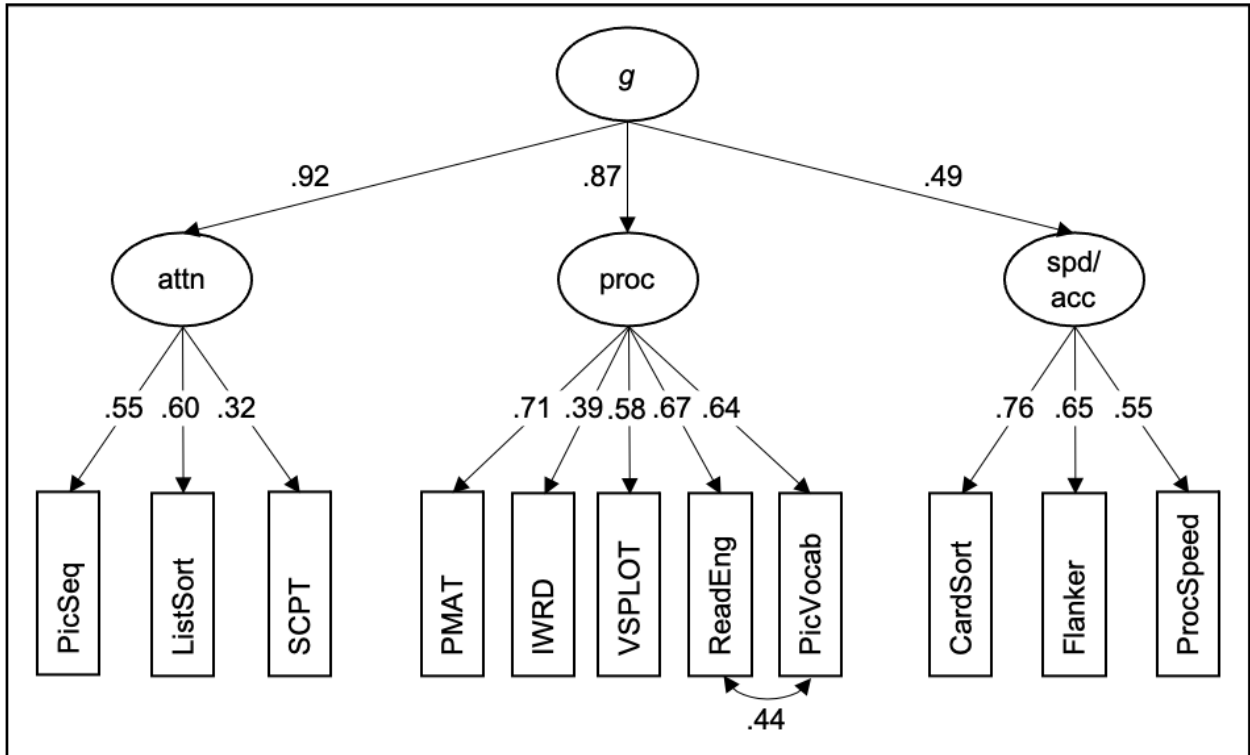 g
.92
.87
.49
attn
proc
spd/
acc
.55
.60
.32
.71
.39
.58
.67
.64
.76
.65
.55
PicSeq
ListSort
SCPT
PMAT
IWRD
VSPLOT
ReadEng
PicVocab
CardSort
Flanker
ProcSpeed
.44